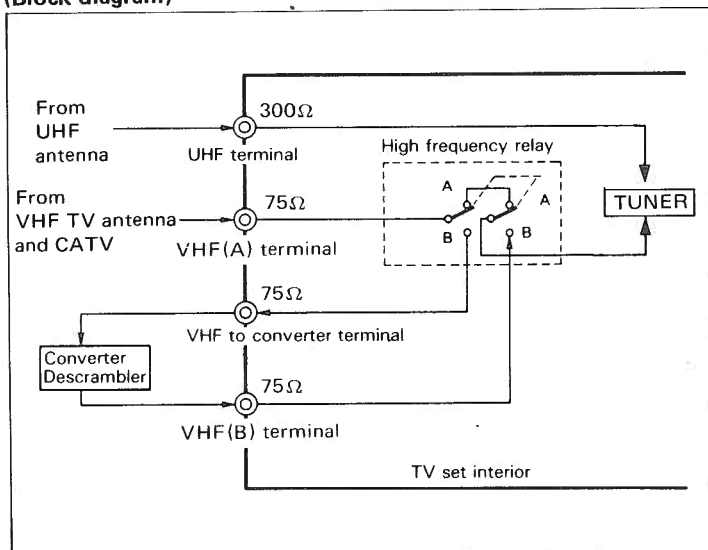 (Block diagram)
From
UHF
antenna
300Ω
UHF terminal
High frequency relay
From
VHF TV antenna
and CATV
75Ω
VHF(A) terminal
A
A
B
B
TUNER
75Ω
VHF to converter terminal
Converter
Descrambler
75Ω
VHF(B) terminal
TV set interior